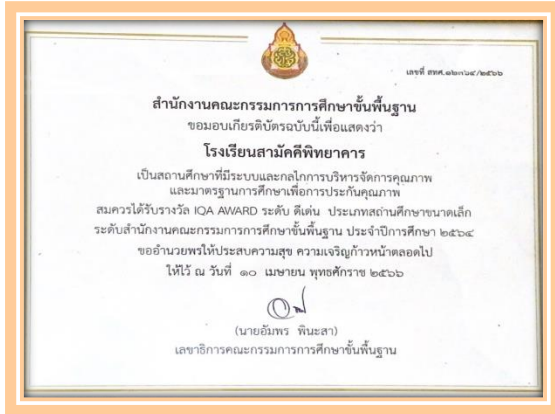 เลขที่ สทศ.๑๒๓๖๔/๒๕๖๖
สำนักงานคณะกรรมการการศึกษาขั้นพื้นฐาน
ขอมอบเกียรติบัตรฉบับนี้เพื่อแสดงว่า
โรงเรียนสามัคคีพิทยาคาร
เป็นสถานศึกษาที่มีระบบและกลไกการบริหารจัดการคุณภาพ
และมาตรฐานการศึกษาเพื่อการประกันคุณภาพ
สมควรได้รับรางวัล IQA AWARD ระดับ ดีเด่น ประเภทสถานศึกษาขนาดเล็ก
ระดับสำนักงานคณะกรรมการการศึกษาขั้นพื้นฐาน ประจำปีการศึกษา ๒๕๖๔
ขออำนวยพรให้ประสบความสุข ความเจริญก้าวหน้าตลอดไป
ให้ไว้ ณ วันที่ ๑๐ เมษายน พุทธศักราช ๒๕๖๖
(นายอัมพร พินะสา)
เลขาธิการคณะกรรมการการศึกษาขั้นพื้นฐาน